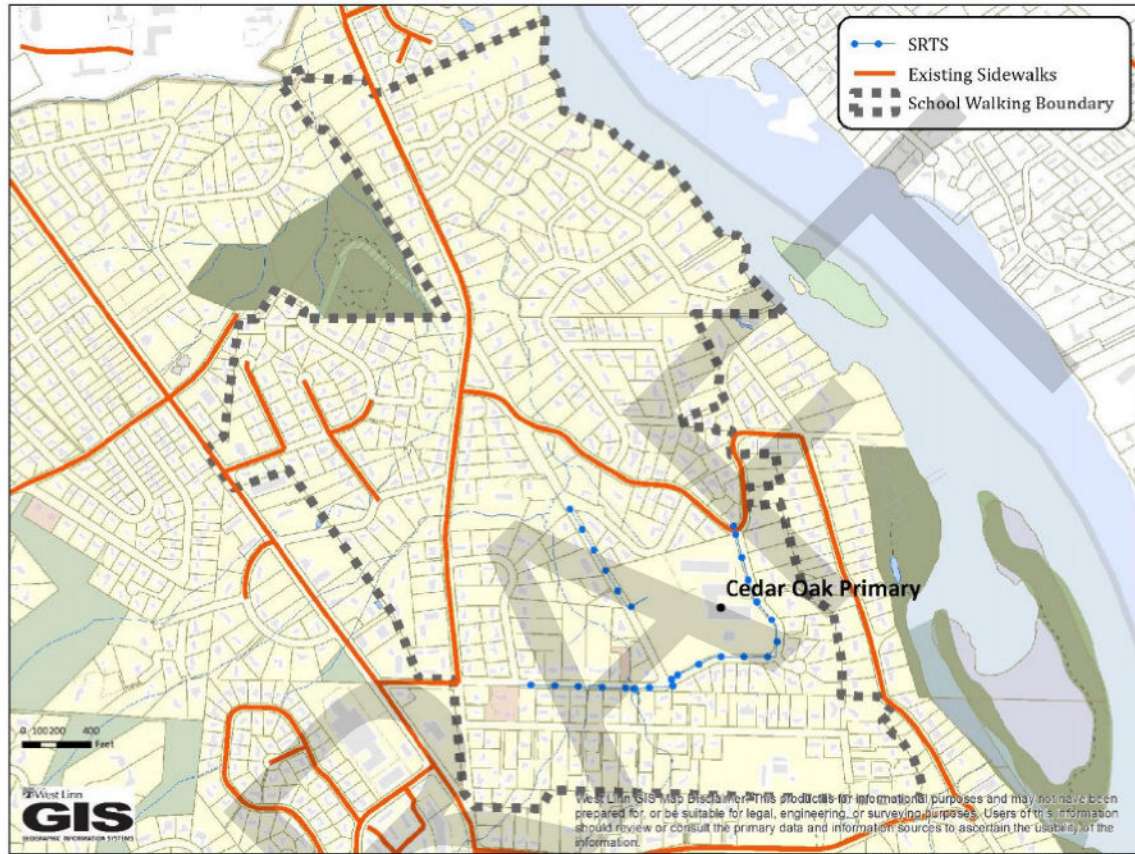 SRTS
Existing Sidewalks
School Walking Boundary
DRAFT
Cedar Oak Primary
0 100200 400
Feet
West Linn
GIS
GEOGRAPHIC INFORMATION SYSTEMS
West Linn GIS Map Disclaimer: This product is for informational purposes and may not have been
prepared for, or be suitable for legal, engineering, or surveying purposes. Users of this information
should review or consult the primary data and information sources to ascertain the usability of the
information.